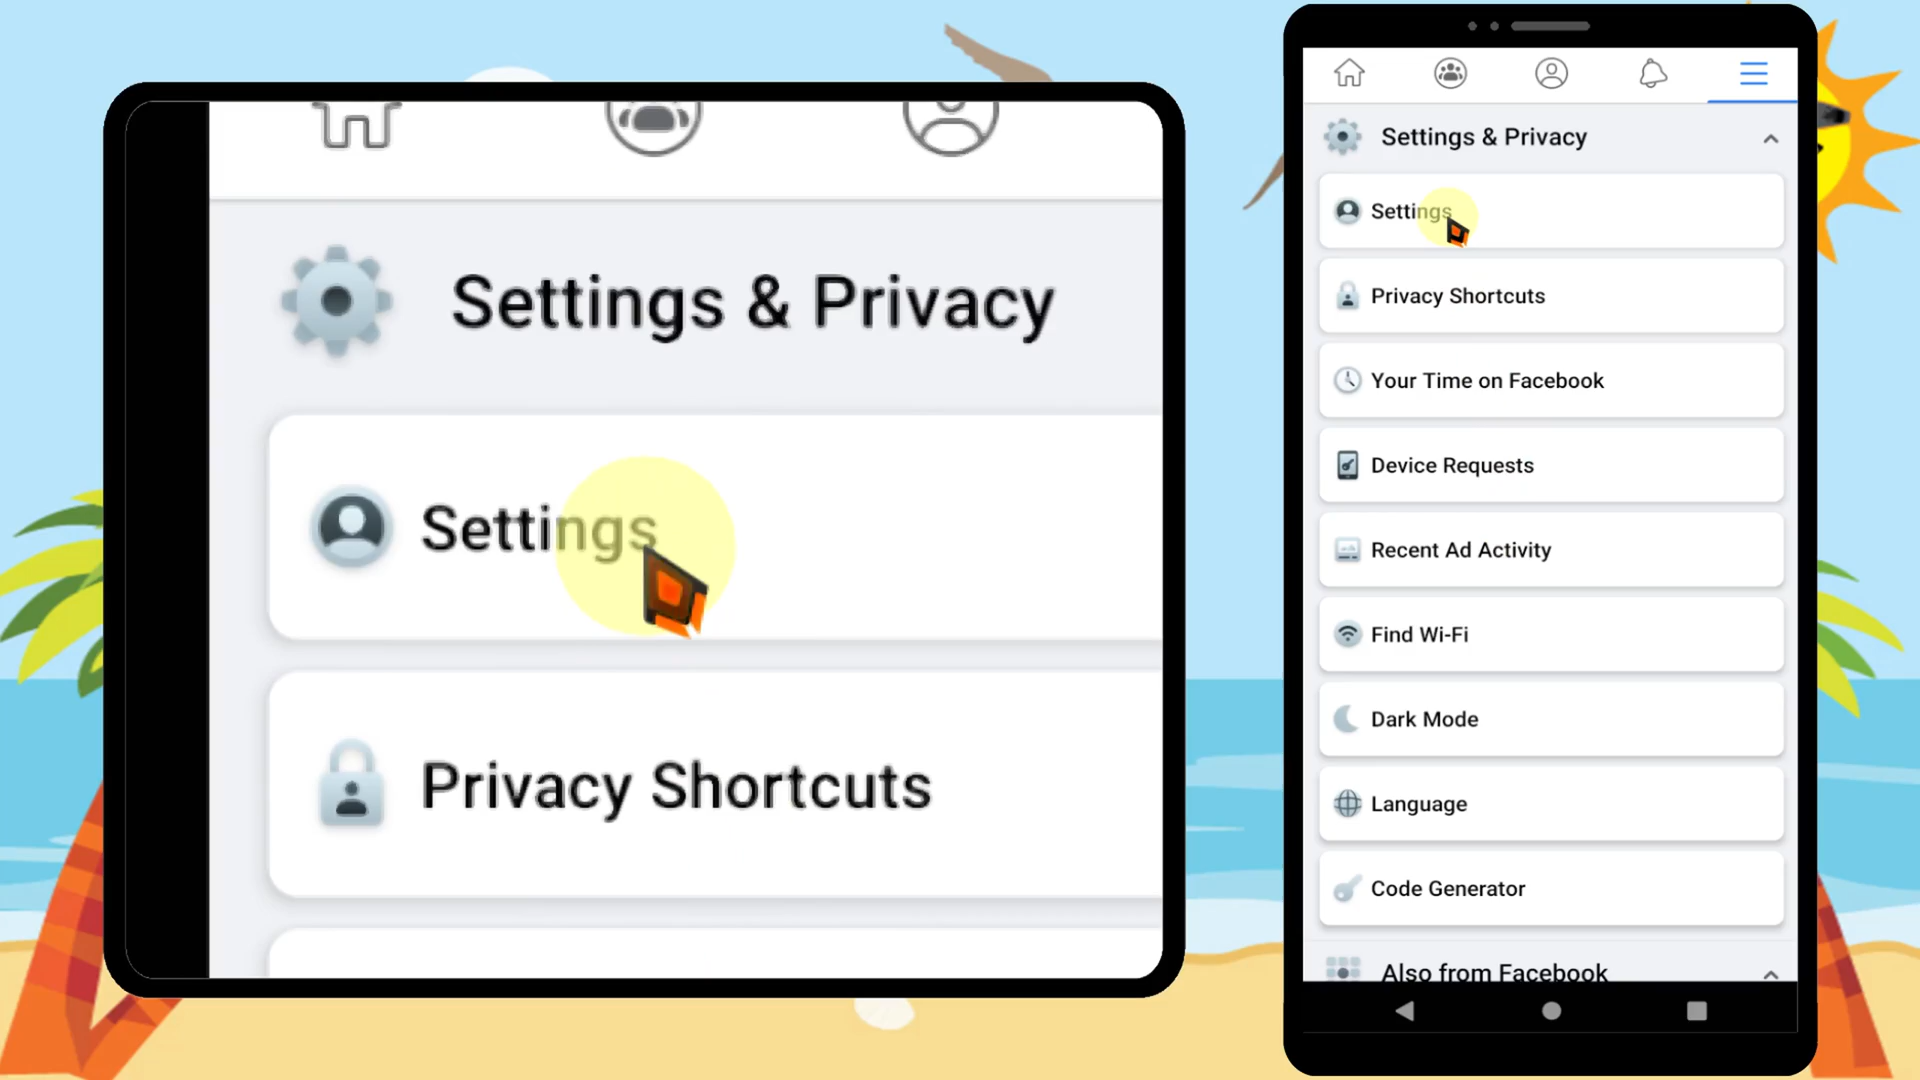 Settings & Privacy
Settings
Privacy Shortcuts
Settings & Privacy
Settings
Privacy Shortcuts
Your Time on Facebook
Device Requests
Recent Ad Activity
Find Wi-Fi
Dark Mode
Language
Code Generator
Also from Facebook